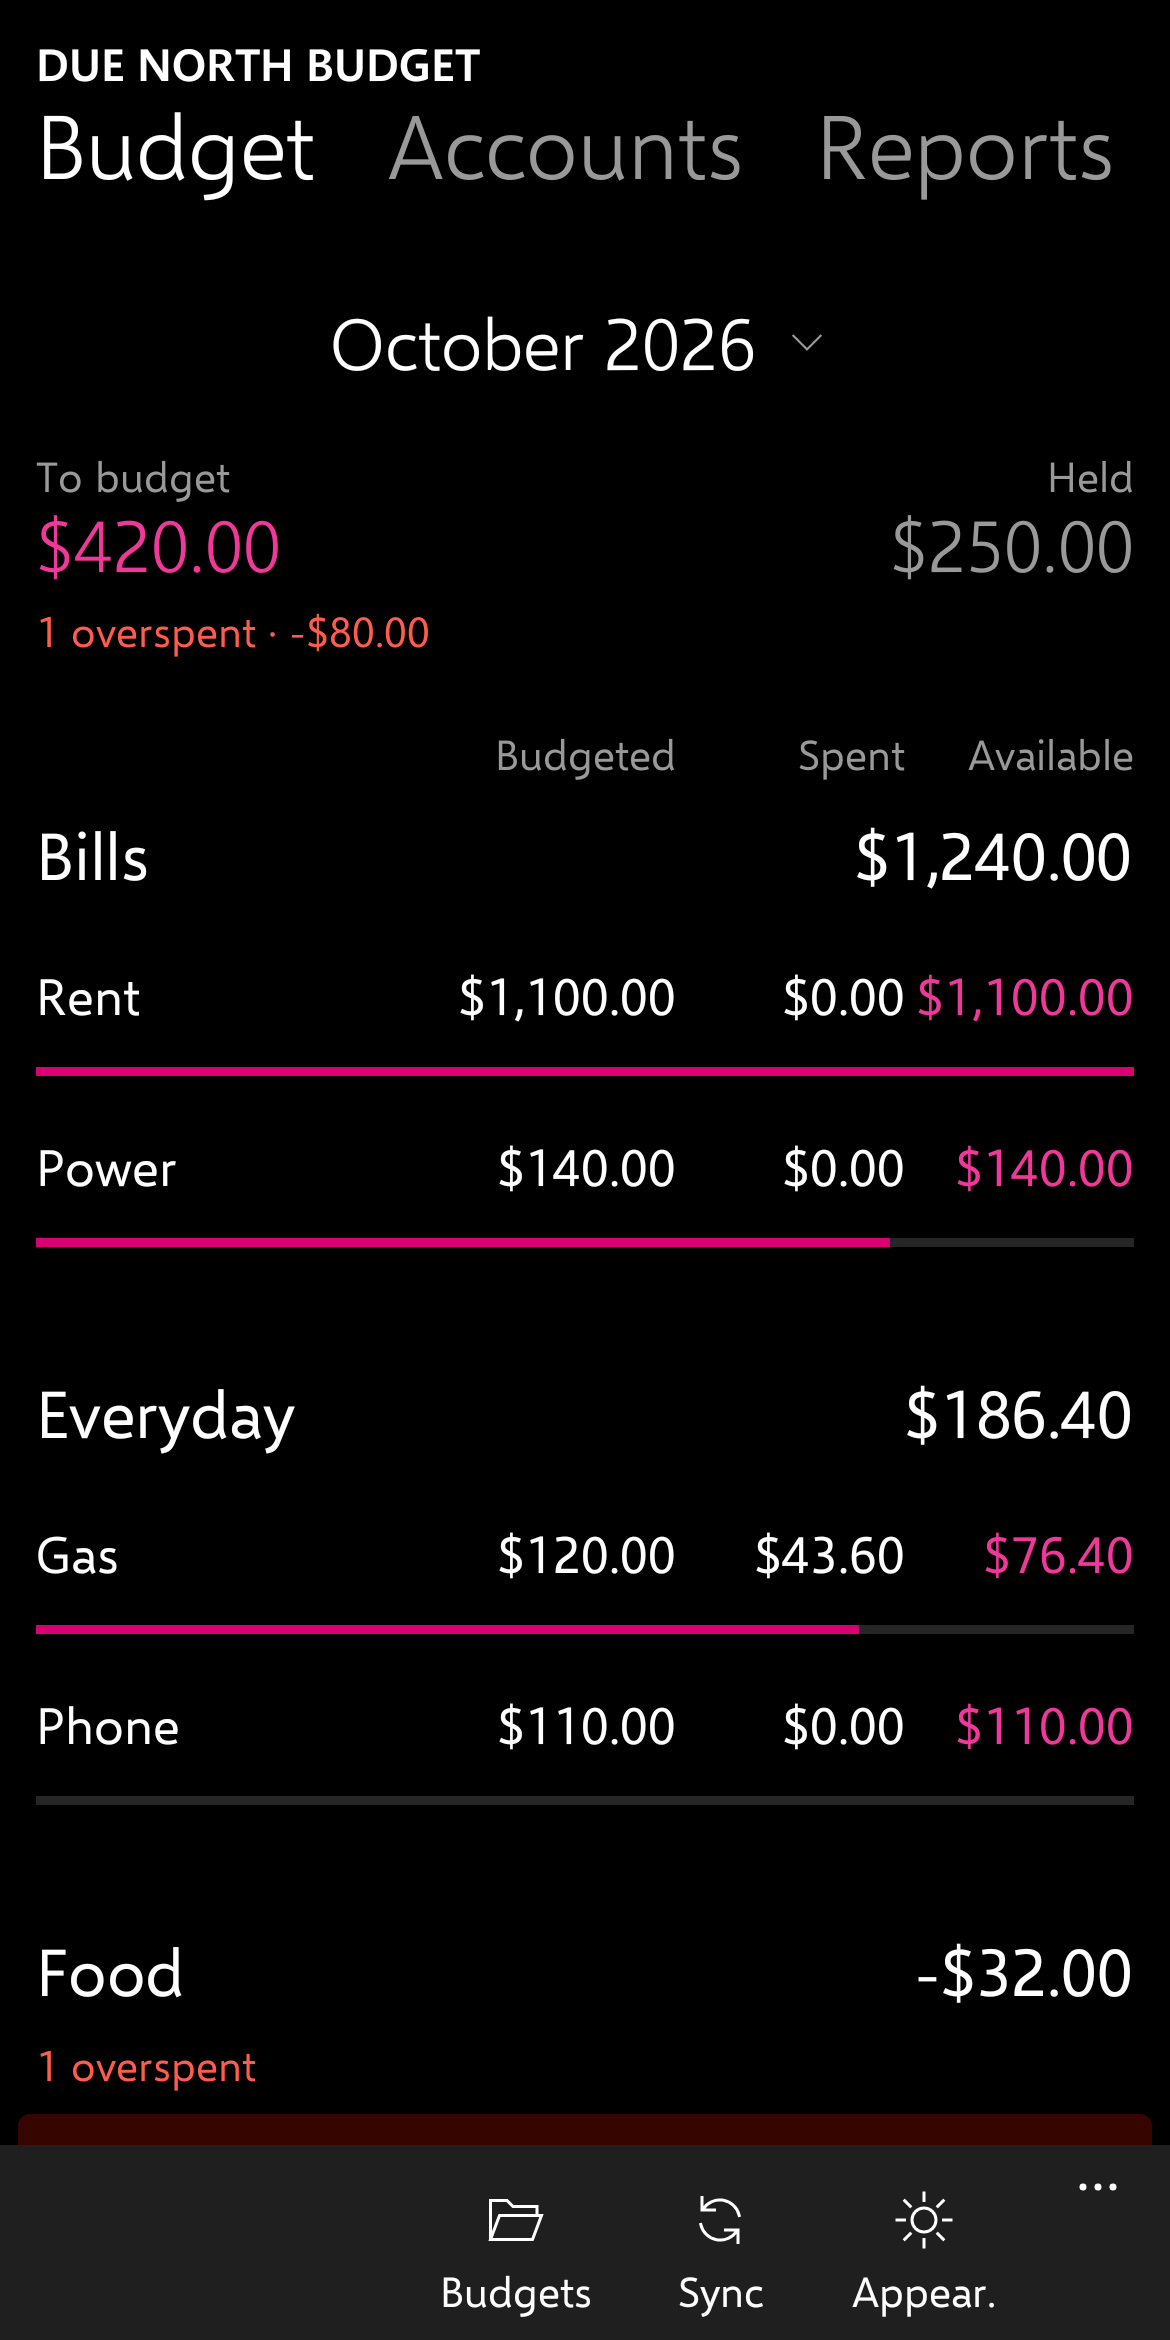 DUE NORTH BUDGET
Budget Accounts Reports
October 2026
To budget Held
$420.00 $250.00
1 overspent · -$80.00
Budgeted Spent Available
Bills $1,240.00
Rent $1,100.00 $0.00 $1,100.00
Power $140.00 $0.00 $140.00
Everyday $186.40
Gas $120.00 $43.60 $76.40
Phone $110.00 $0.00 $110.00
Food -$32.00
1 overspent
Budgets Sync Appear.